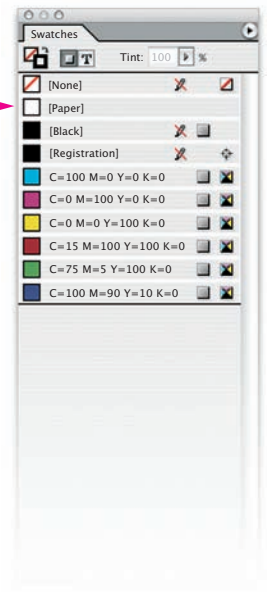 Swatches
T Tint: 100 %
[None]
[Paper]
[Black]
[Registration]
C=100 M=0 Y=0 K=0
C=0 M=100 Y=0 K=0
C=0 M=0 Y=100 K=0
C=15 M=100 Y=100 K=0
C=75 M=5 Y=100 K=0
C=100 M=90 Y=10 K=0